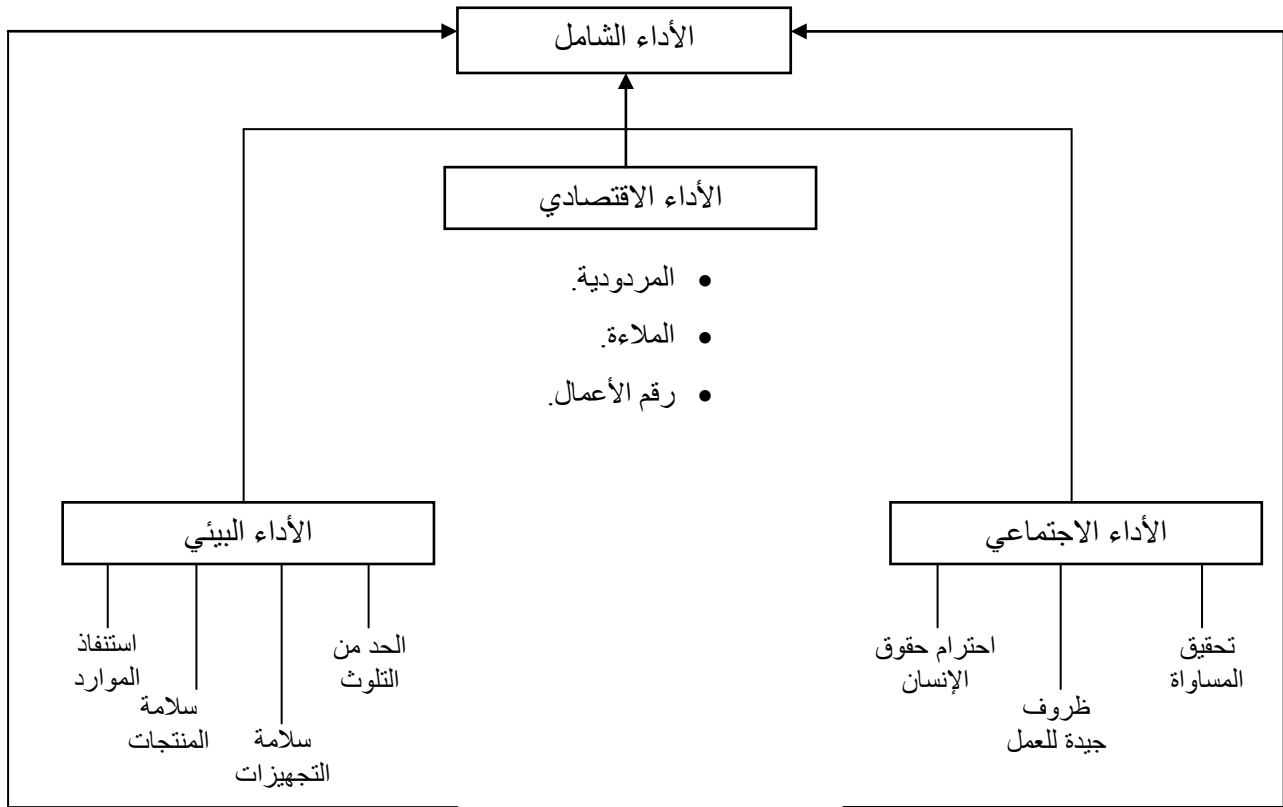 الأداء الشامل
الأداء الاقتصادي
• المردودية.
• الملاءة.
• رقم الأعمال.
الأداء الاجتماعي
تحقيق
المساواة
ظروف
جيدة للعمل
احترام حقوق
الإنسان
الأداء البيئي
الحد من
التلوث
سلامة
التجهيزات
سلامة
المنتجات
استنفاذ
الموارد